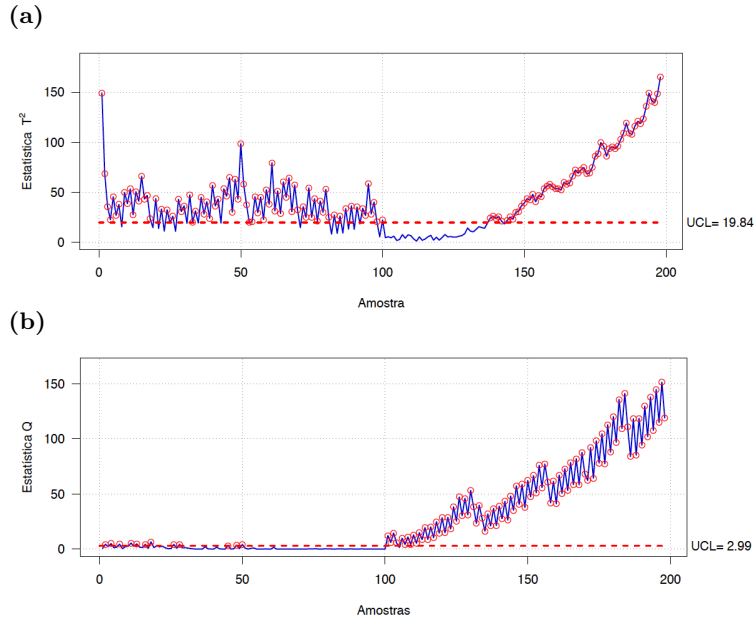 (a)
Estatística T²
150
100
50
0
UCL= 19.84
0 50 100 150 200
Amostra
(b)
Estatística Q
150
100
50
0
UCL= 2.99
0 50 100 150 200
Amostras